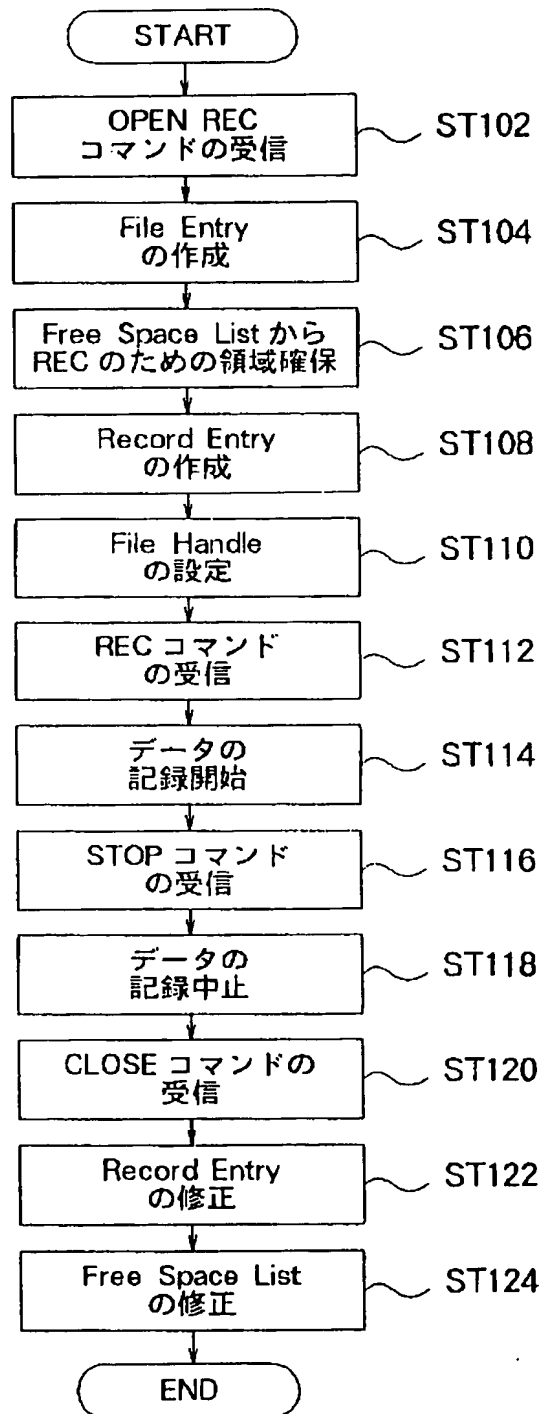 START
OPEN REC
コマンドの受信
ST102
File Entry
の作成
ST104
Free Space List から
REC のための領域確保
ST106
Record Entry
の作成
ST108
File Handle
の設定
ST110
REC コマンド
の受信
ST112
データの
記録開始
ST114
STOP コマンド
の受信
ST116
データの
記録中止
ST118
CLOSE コマンドの
受信
ST120
Record Entry
の修正
ST122
Free Space List
の修正
ST124
END